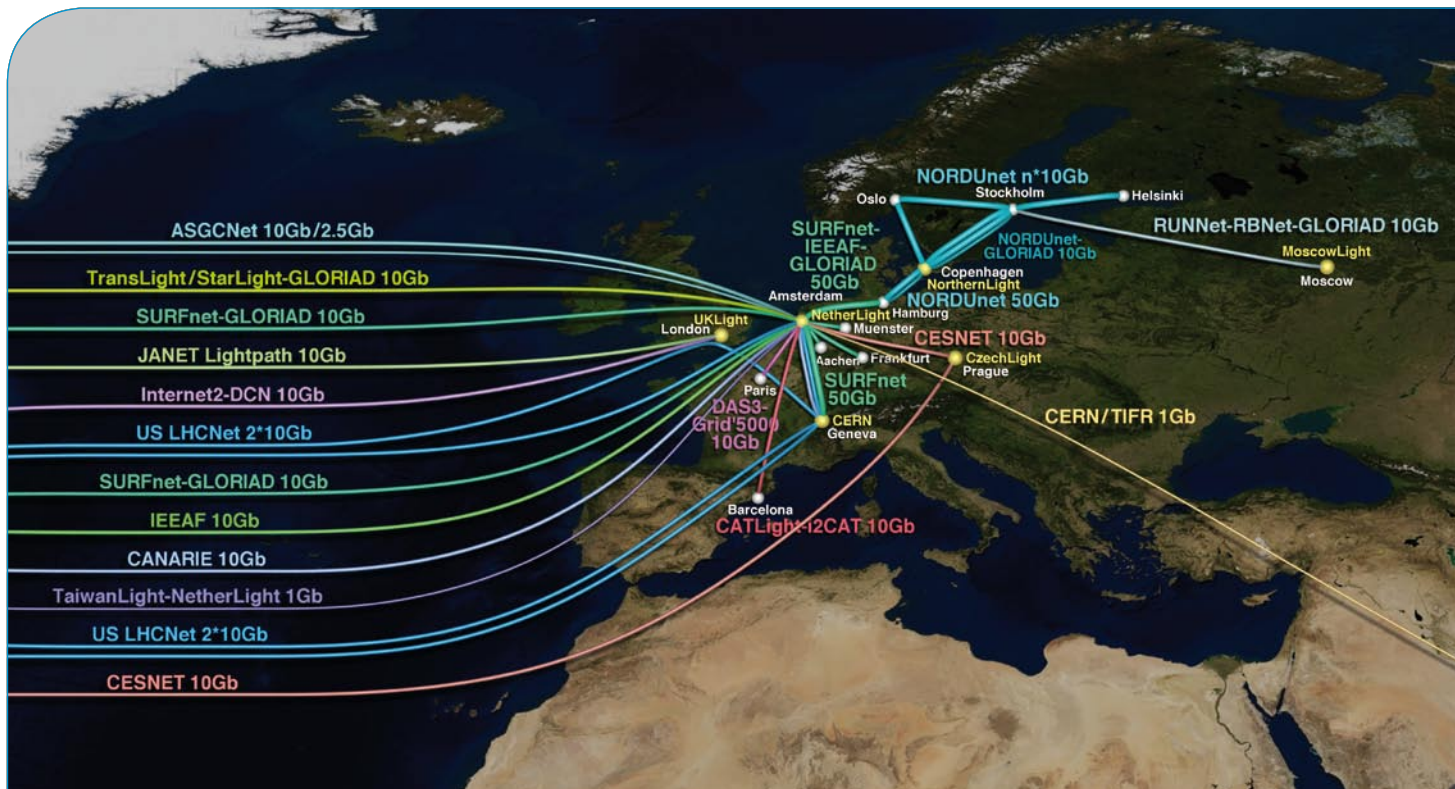 ASGCNet 10Gb/2.5Gb
TransLight/StarLight-GLORIAD 10Gb
SURFnet-GLORIAD 10Gb
JANET Lightpath 10Gb
Internet2-DCN 10Gb
US LHCNet 2*10Gb
SURFnet-GLORIAD 10Gb
IEEAF 10Gb
CANARIE 10Gb
TaiwanLight-NetherLight 1Gb
US LHCNet 2*10Gb
CESNET 10Gb
NORDUnet n*10Gb
Stockholm
Oslo
Helsinki
RUNNet-RBNet-GLORIAD 10Gb
SURFnet-
IEEAF-
GLORIAD
50Gb
NORDUnet-
GLORIAD 10Gb
MoscowLight
Moscow
Copenhagen
NorthernLight
Amsterdam
NORDUnet 50Gb
Hamburg
NetherLight
UKLight
London
Muenster
CESNET 10Gb
Aachen
Frankfurt
CzechLight
Prague
Paris
SURFnet
50Gb
DAS3-
Grid'5000
10Gb
CERN
Geneva
CERN/TIFR 1Gb
Barcelona
CATLight-i2CAT 10Gb